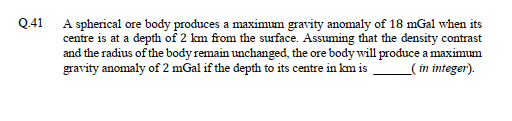 Q.41 A spherical ore body produces a maximum gravity anomaly of 18 mGal when its
centre is at a depth of 2 km from the surface. Assuming that the density contrast
and the radius of the body remain unchanged, the ore body will produce a maximum
gravity anomaly of 2 mGal if the depth to its centre in km is ______( in integer).